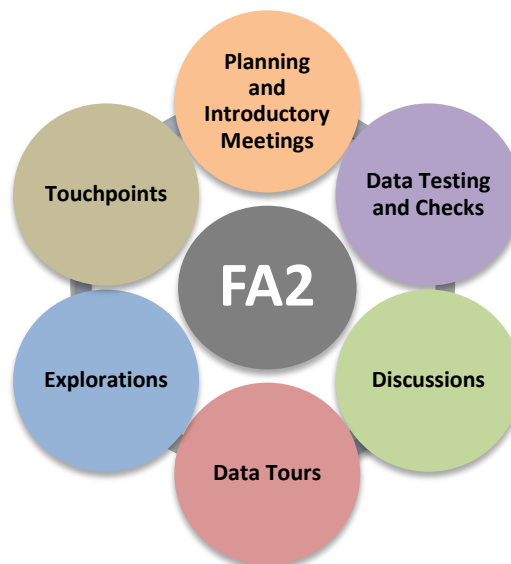 Planning
and
Introductory
Meetings
Data Testing
and Checks
Discussions
Data Tours
Explorations
Touchpoints
FA2